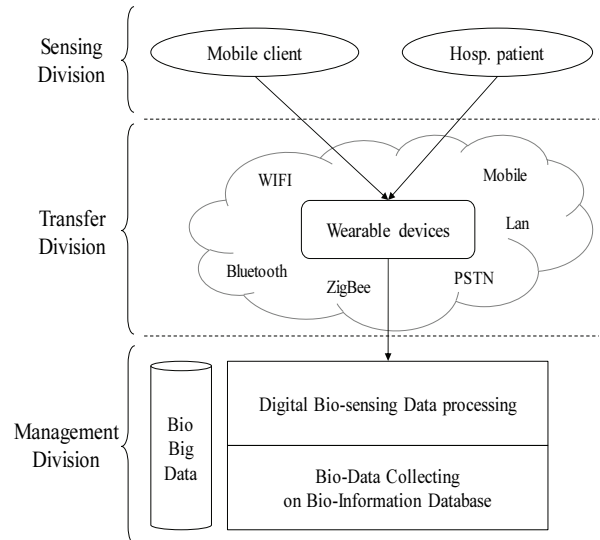 Sensing
Division
Mobile client
Hosp. patient
Transfer
Division
WIFI
Mobile
Wearable devices
Lan
Bluetooth
ZigBee
PSTN
Management
Division
Bio
Big
Data
Digital Bio-sensing Data processing
Bio-Data Collecting
on Bio-Information Database